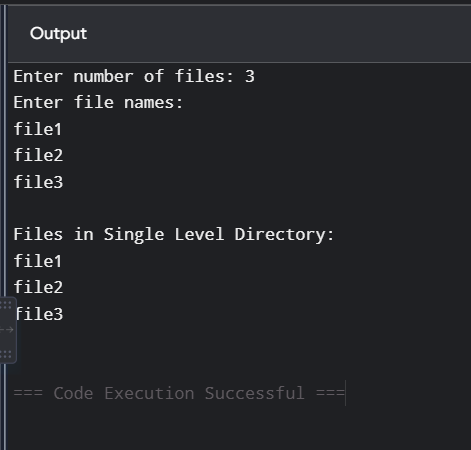 Output
Enter number of files: 3
Enter file names:
file1
file2
file3
Files in Single Level Directory:
file1
file2
file3
=== Code Execution Successful ===